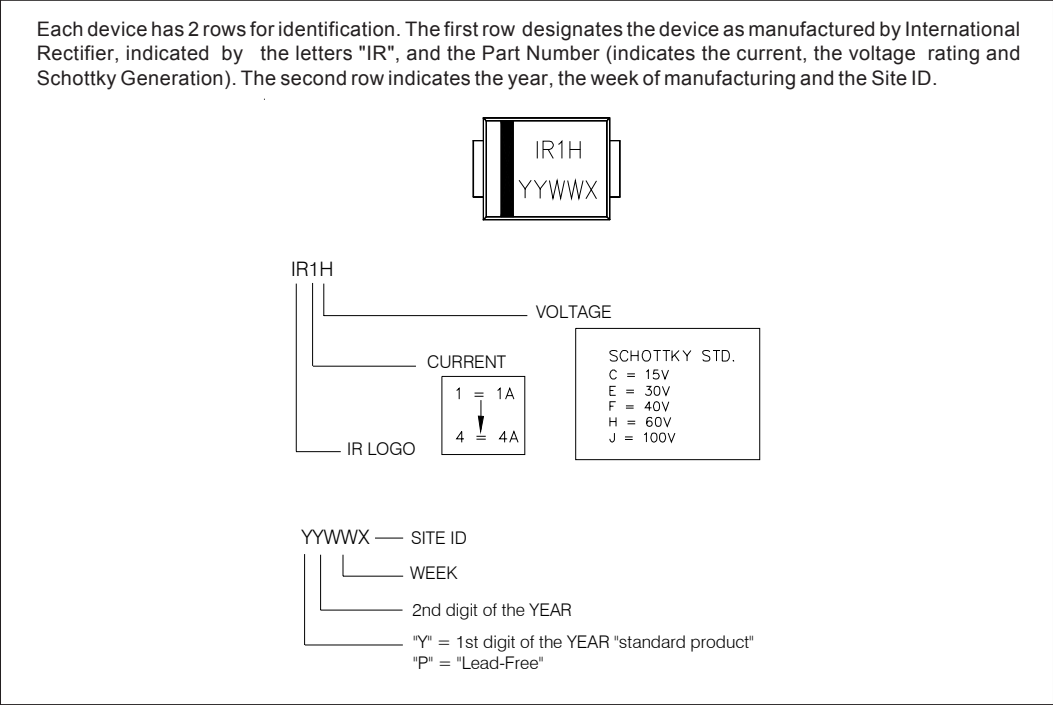 Each device has 2 rows for identification. The first row designates the device as manufactured by International
Rectifier, indicated by the letters "IR", and the Part Number (indicates the current, the voltage rating and
Schottky Generation). The second row indicates the year, the week of manufacturing and the Site ID.
IR1H
YYWWX
IR1H
VOLTAGE
SCHOTTKY STD.
C = 15V
E = 30V
F = 40V
H = 60V
J = 100V
CURRENT
1 = 1A
4 = 4A
IR LOGO
YYWWX
SITE ID
WEEK
2nd digit of the YEAR
"Y" = 1st digit of the YEAR "standard product"
"P" = "Lead-Free"